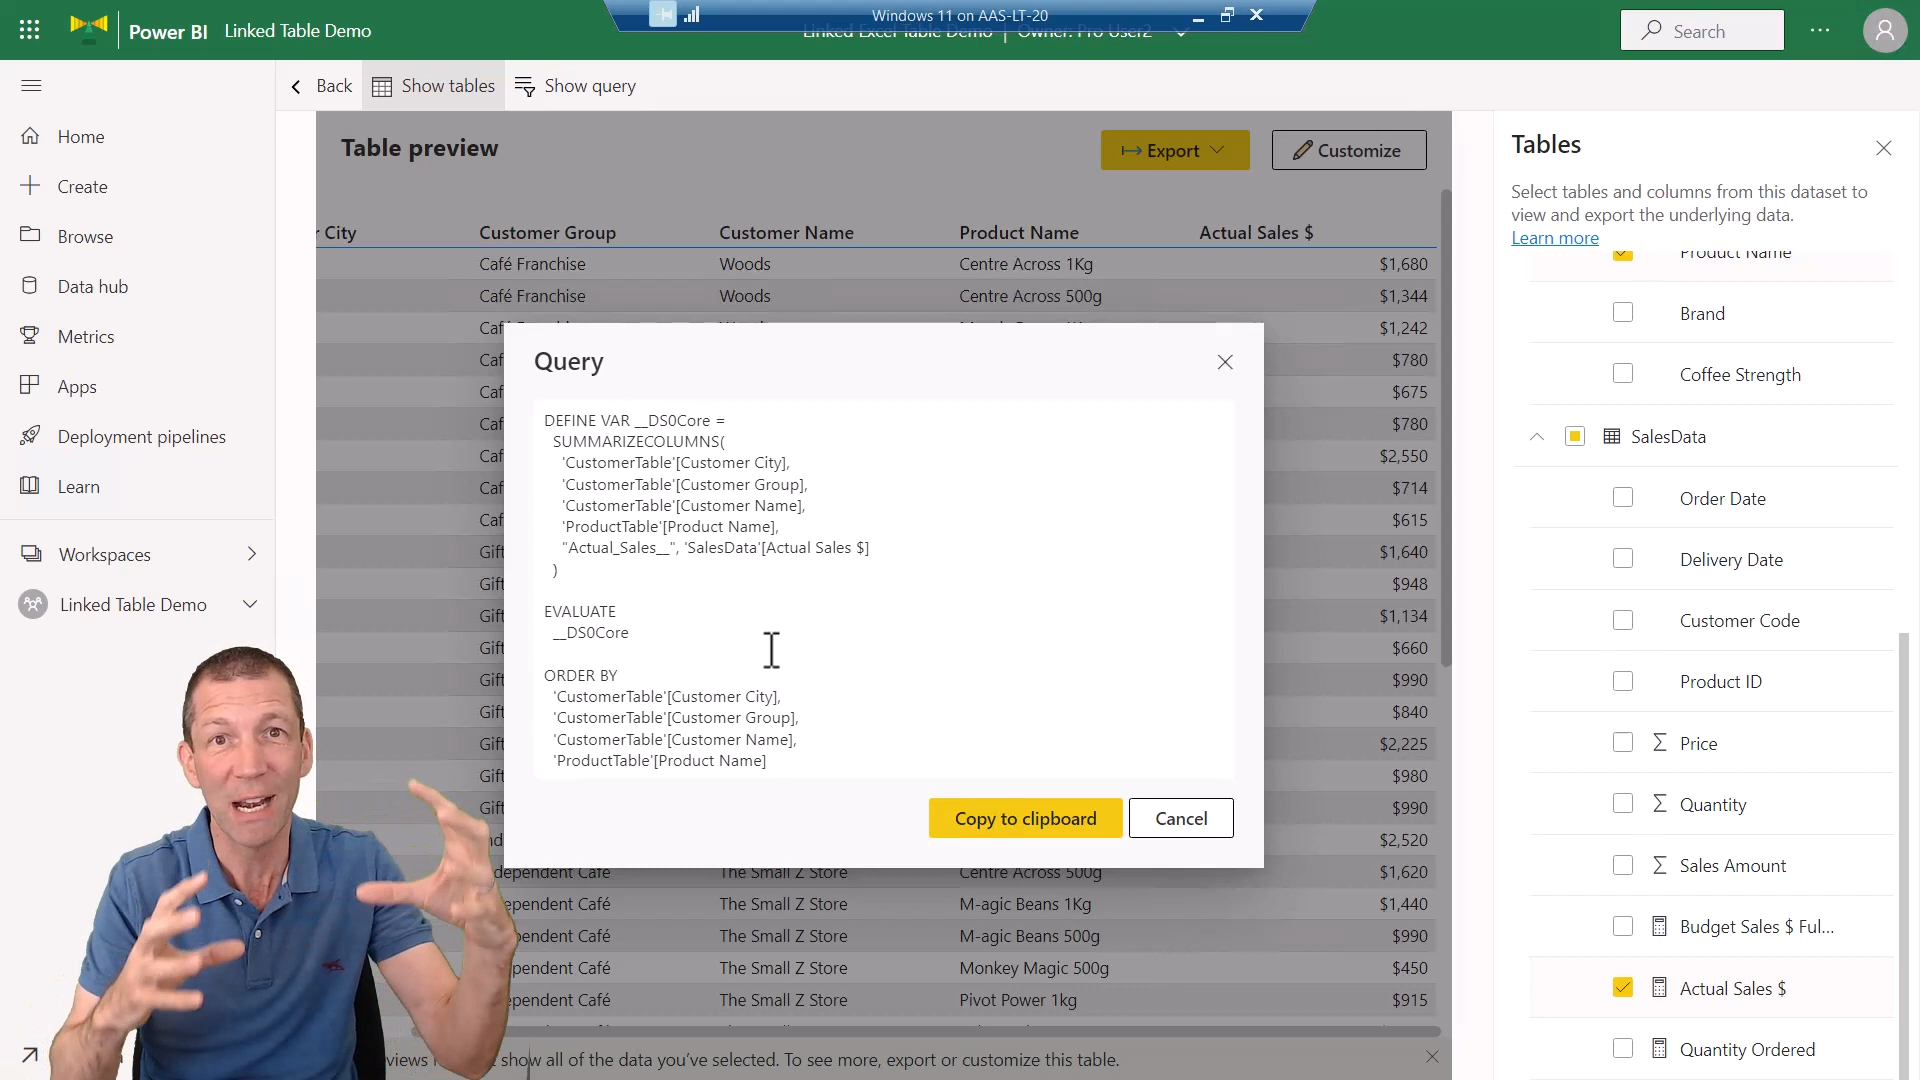 Windows 11 on AAS-LT-20
Power BI
Linked Table Demo
Linked Excel Table Demo | Owner: Pro User2
Search
Back
Show tables
Show query
Home
Create
Browse
Data hub
Metrics
Apps
Deployment pipelines
Learn
Workspaces
Linked Table Demo
Table preview
Export
Customize
City
Customer Group
Customer Name
Product Name
Actual Sales $
Café Franchise
Woods
Centre Across 1Kg
$1,680
Café Franchise
Woods
Centre Across 500g
$1,344
$1,242
$780
$675
$780
$2,550
$714
$615
$1,640
$948
$1,134
$660
$990
$840
$2,225
$980
$990
$2,520
The Small Z Store
Centre Across 500g
$1,620
The Small Z Store
M-agic Beans 1Kg
$1,440
The Small Z Store
M-agic Beans 500g
$990
The Small Z Store
Monkey Magic 500g
$450
The Small Z Store
Pivot Power 1kg
$915
Query
DEFINE VAR __DS0Core =
SUMMARIZECOLUMNS(
'CustomerTable'[Customer City],
'CustomerTable'[Customer Group],
'CustomerTable'[Customer Name],
'ProductTable'[Product Name],
"Actual_Sales__", 'SalesData'[Actual Sales $]
)
EVALUATE
__DS0Core
ORDER BY
'CustomerTable'[Customer City],
'CustomerTable'[Customer Group],
'CustomerTable'[Customer Name],
'ProductTable'[Product Name]
Copy to clipboard
Cancel
show all of the data you've selected. To see more, export or customize this table.
Tables
Select tables and columns from this dataset to
view and export the underlying data.
Learn more
Product Name
Brand
Coffee Strength
SalesData
Order Date
Delivery Date
Customer Code
Product ID
Price
Quantity
Sales Amount
Budget Sales $ Ful...
Actual Sales $
Quantity Ordered